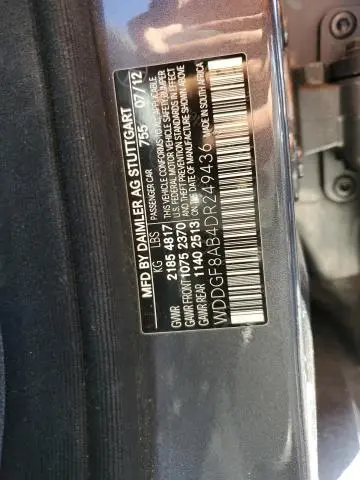 MFD BY DAIMLER AG STUTTGART
755 07/12
KG LBS PASSENGER CAR
GVWR 2185 4817 THIS VEHICLE CONFORMS TO ALL APPLICABLE
U.S. FEDERAL MOTOR VEHICLE SAFETY BUMPER
GAWR FRONT 1075 2370 AND THEFT PREVENTION STANDARDS IN EFFECT
GAWR REAR 1140 2513 ON THE DATE OF MANUFACTURE SHOWN ABOVE
WDDGF8AB4DR249436 MADE IN SOUTH AFRICA